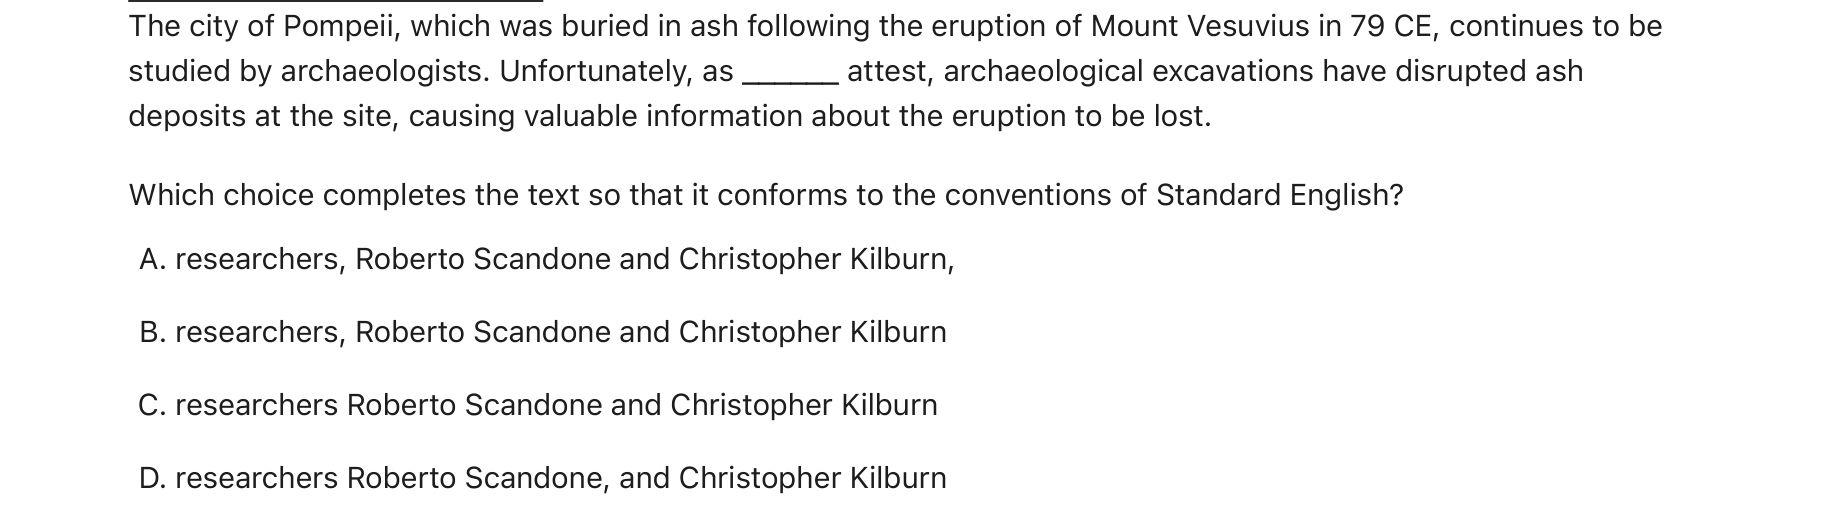 The city of Pompeii, which was buried in ash following the eruption of Mount Vesuvius in 79 CE, continues to be
studied by archaeologists. Unfortunately, as ______ attest, archaeological excavations have disrupted ash
deposits at the site, causing valuable information about the eruption to be lost.
Which choice completes the text so that it conforms to the conventions of Standard English?
A. researchers, Roberto Scandone and Christopher Kilburn,
B. researchers, Roberto Scandone and Christopher Kilburn
C. researchers Roberto Scandone and Christopher Kilburn
D. researchers Roberto Scandone, and Christopher Kilburn